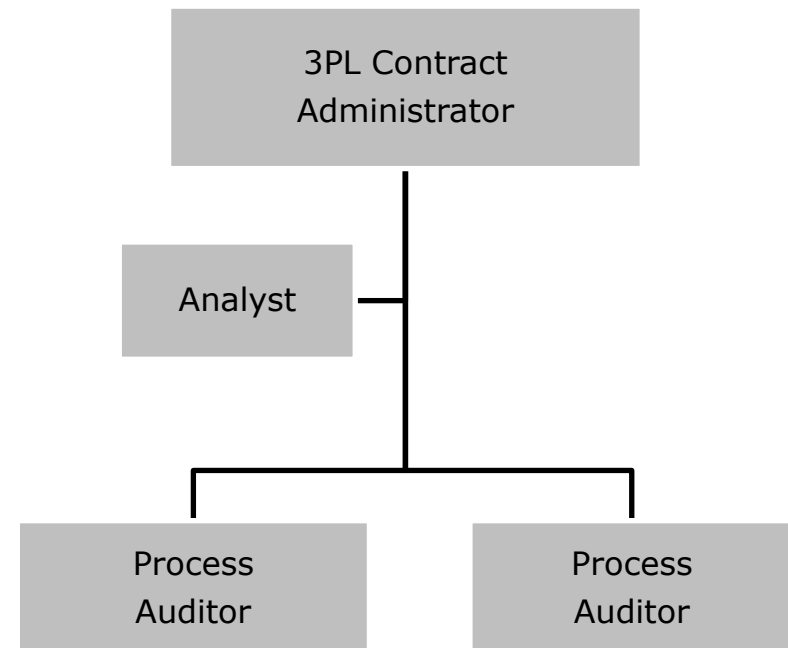 3PL Contract
Administrator
Analyst
Process
Auditor
Process
Auditor